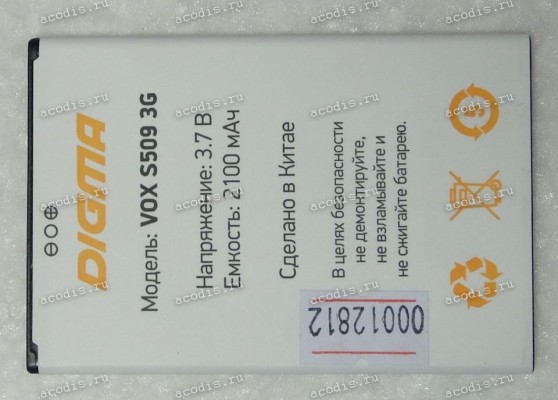 DIGMA
Модель: VOX S509 3G
Напряжение: 3.7 В
Емкость: 2100 мАч
Сделано в Китае
В целях безопасности
не демонтируйте,
не взламывайте и
не сжигайте батарею.
5
00012812
acodis.ru